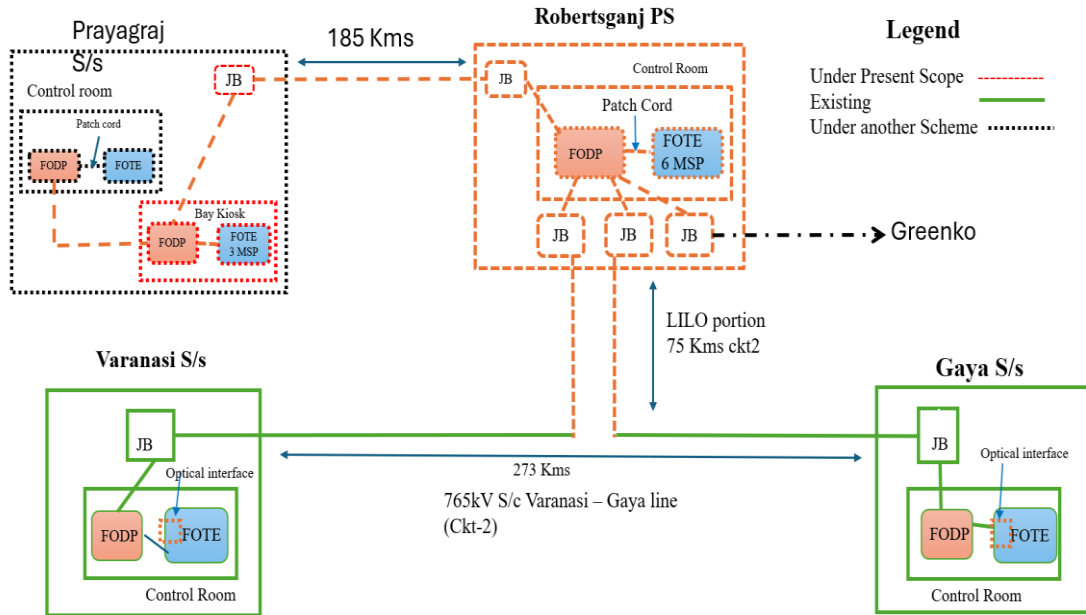 Prayagraj
S/s
Control room
Patch cord
FODP
FOTE
JB
Bay Kiosk
FODP
FOTE
3 MSP
185 Kms
Robertsganj PS
JB
Control Room
Patch Cord
FODP
FOTE
6 MSP
JB
JB
JB
Greenko
Legend
Under Present Scope
Existing
Under another Scheme
LILO portion
75 Kms ckt2
Varanasi S/s
JB
Optical interface
FODP
FOTE
Control Room
273 Kms
765kV S/c Varanasi – Gaya line
(Ckt-2)
Gaya S/s
JB
Optical interface
FODP
FOTE
Control Room